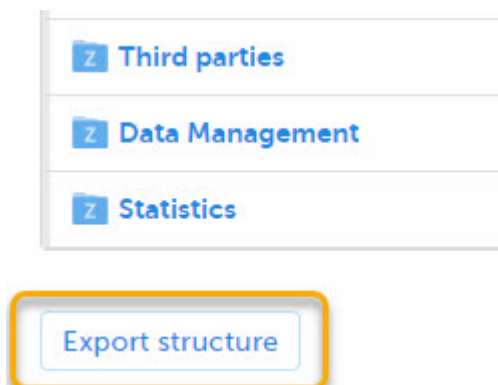 Z Third parties
Z Data Management
Z Statistics
Export structure